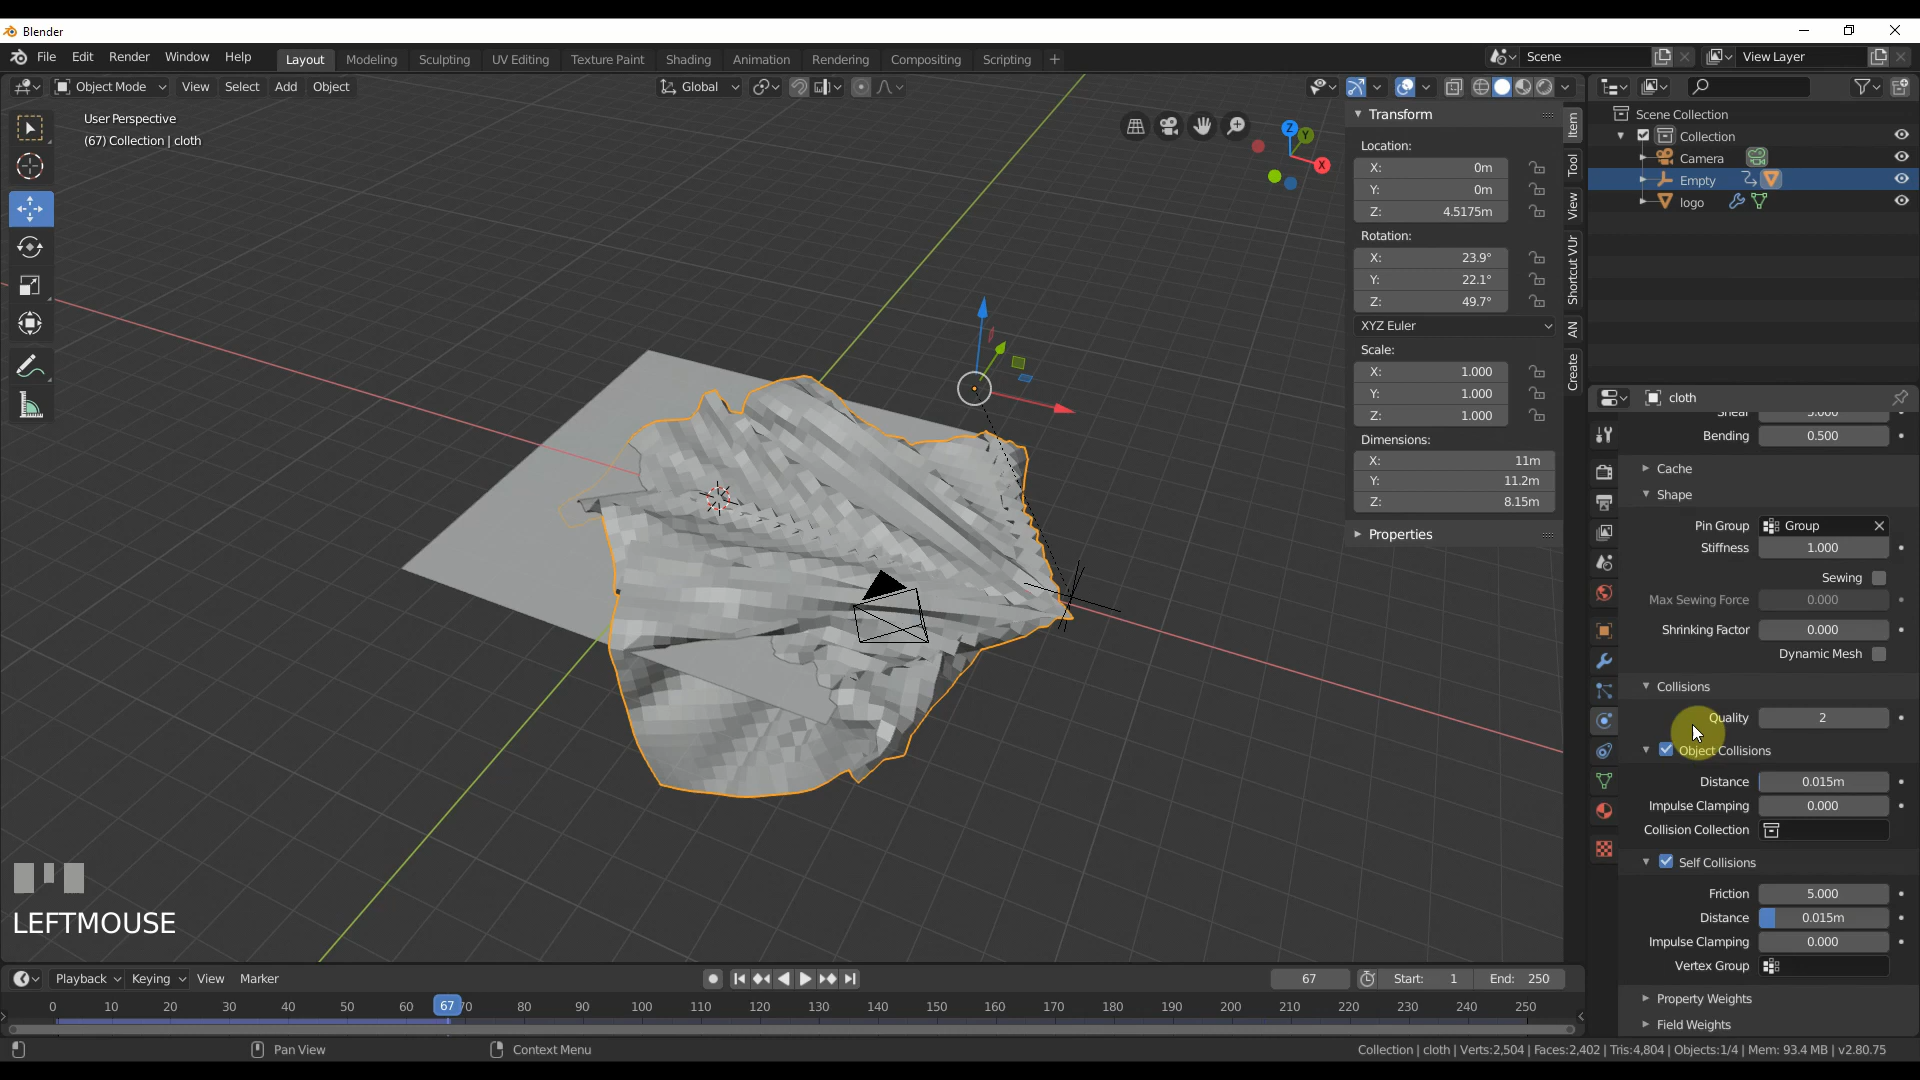 Blender
File Edit Render Window Help Layout Modeling Sculpting UV Editing Texture Paint Shading Animation Rendering Compositing Scripting + Scene View Layer
Object Mode View Select Add Object Global
User Perspective
(67) Collection | cloth
Z Y X
Transform
Location:
X: 0m
Y: 0m
Z: 4.5175m
Rotation:
X: 23.9°
Y: 22.1°
Z: 49.7°
XYZ Euler
Scale:
X: 1.000
Y: 1.000
Z: 1.000
Dimensions:
X: 11m
Y: 11.2m
Z: 8.15m
Properties
Item
Tool
View
Shortcut VUr
AN
Create
Scene Collection
Collection
Camera
Empty
logo
cloth
Shear 5.000
Bending 0.500
Cache
Shape
Pin Group Group
Stiffness 1.000
Sewing
Max Sewing Force 0.000
Shrinking Factor 0.000
Dynamic Mesh
Collisions
Quality 2
Object Collisions
Distance 0.015m
Impulse Clamping 0.000
Collision Collection
Self Collisions
Friction 5.000
Distance 0.015m
Impulse Clamping 0.000
Vertex Group
Property Weights
Field Weights
LEFTMOUSE
Playback Keying View Marker 67 Start: 1 End: 250
0 10 20 30 40 50 60 67 70 80 90 100 110 120 130 140 150 160 170 180 190 200 210 220 230 240 250
Pan View Context Menu Collection | cloth | Verts:2,504 | Faces:2,402 | Tris:4,804 | Objects:1/4 | Mem: 93.4 MB | v2.80.75